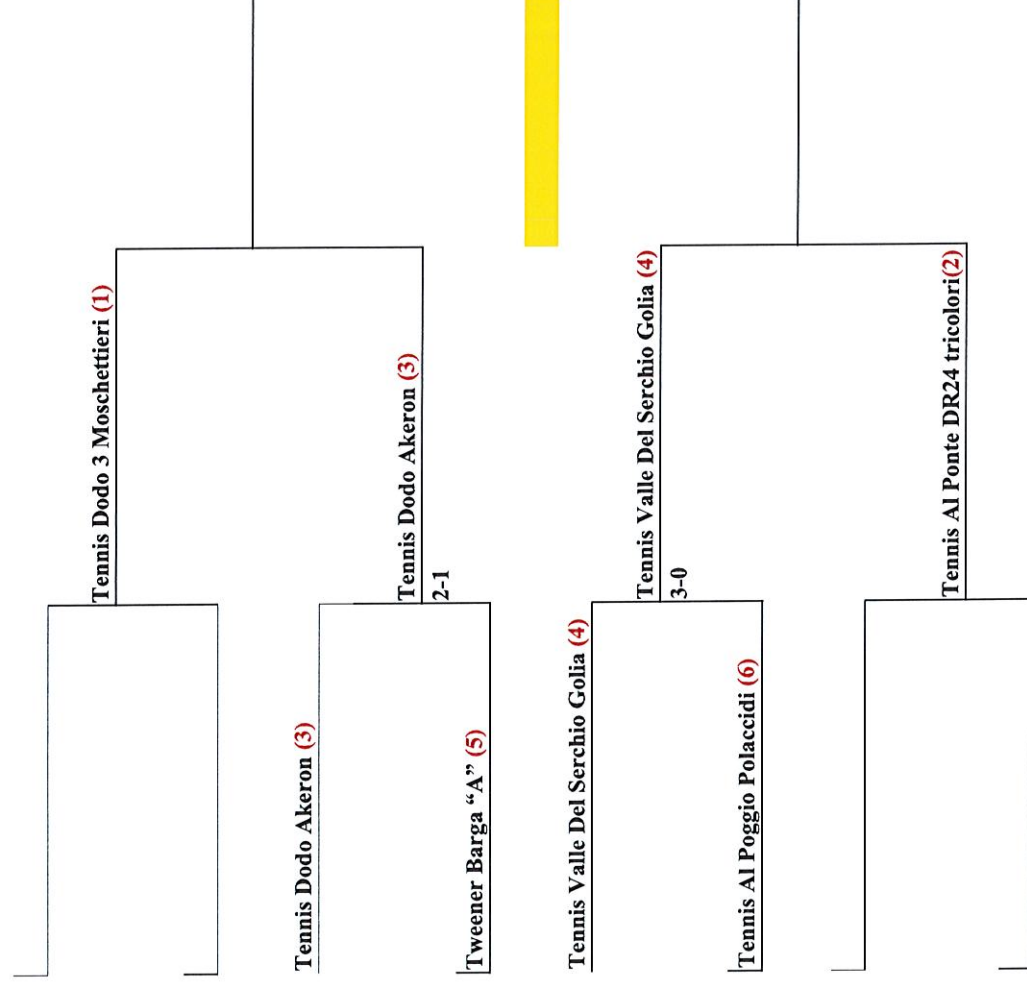 Tennis Dodo 3 Moschettieri (1)
Tennis Dodo Akeron (3)
Tennis Dodo Akeron (3)
2-1
Tweener Barga “A” (5)
Tennis Valle Del Serchio Golia (4)
Tennis Valle Del Serchio Golia (4)
3-0
Tennis Al Poggio Polaccidi (6)
Tennis Al Ponte DR24 tricolori(2)